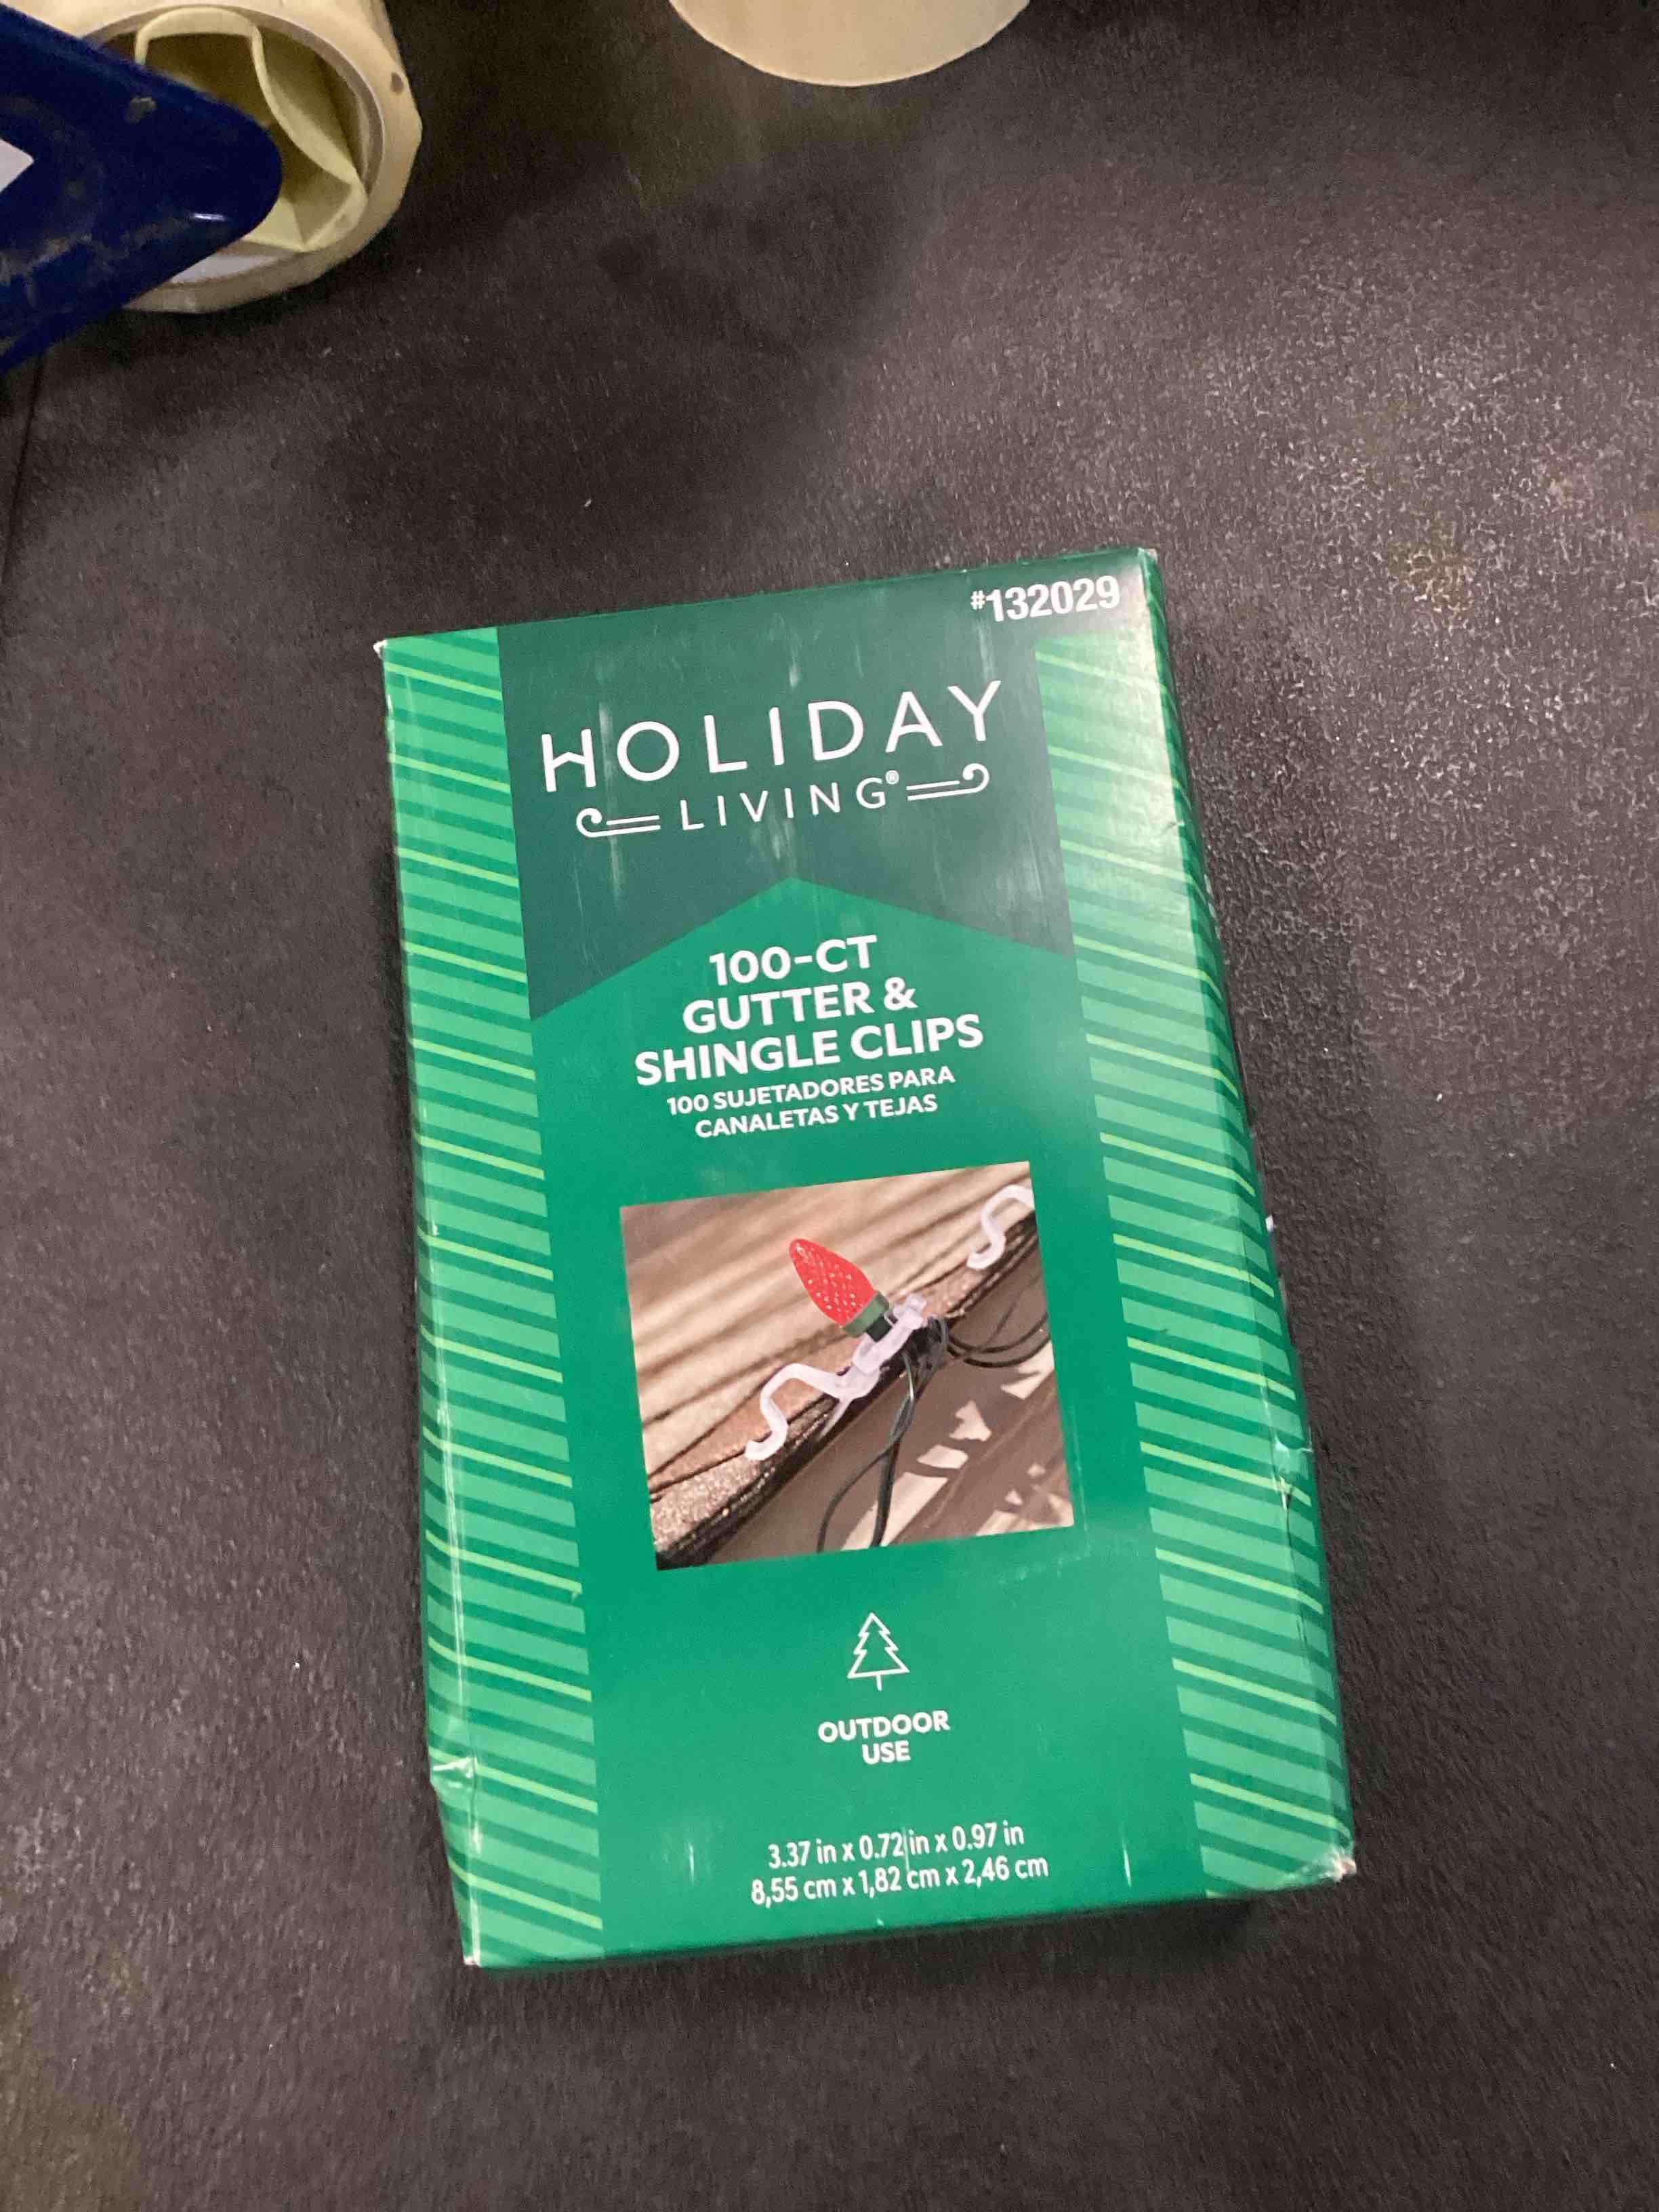 #132029
HOLIDAY
LIVING®
100-CT
GUTTER &
SHINGLE CLIPS
100 SUJETADORES PARA
CANALETAS Y TEJAS
OUTDOOR
USE
3.37 in x 0.72 in x 0.97 in
8,55 cm x 1,82 cm x 2,46 cm